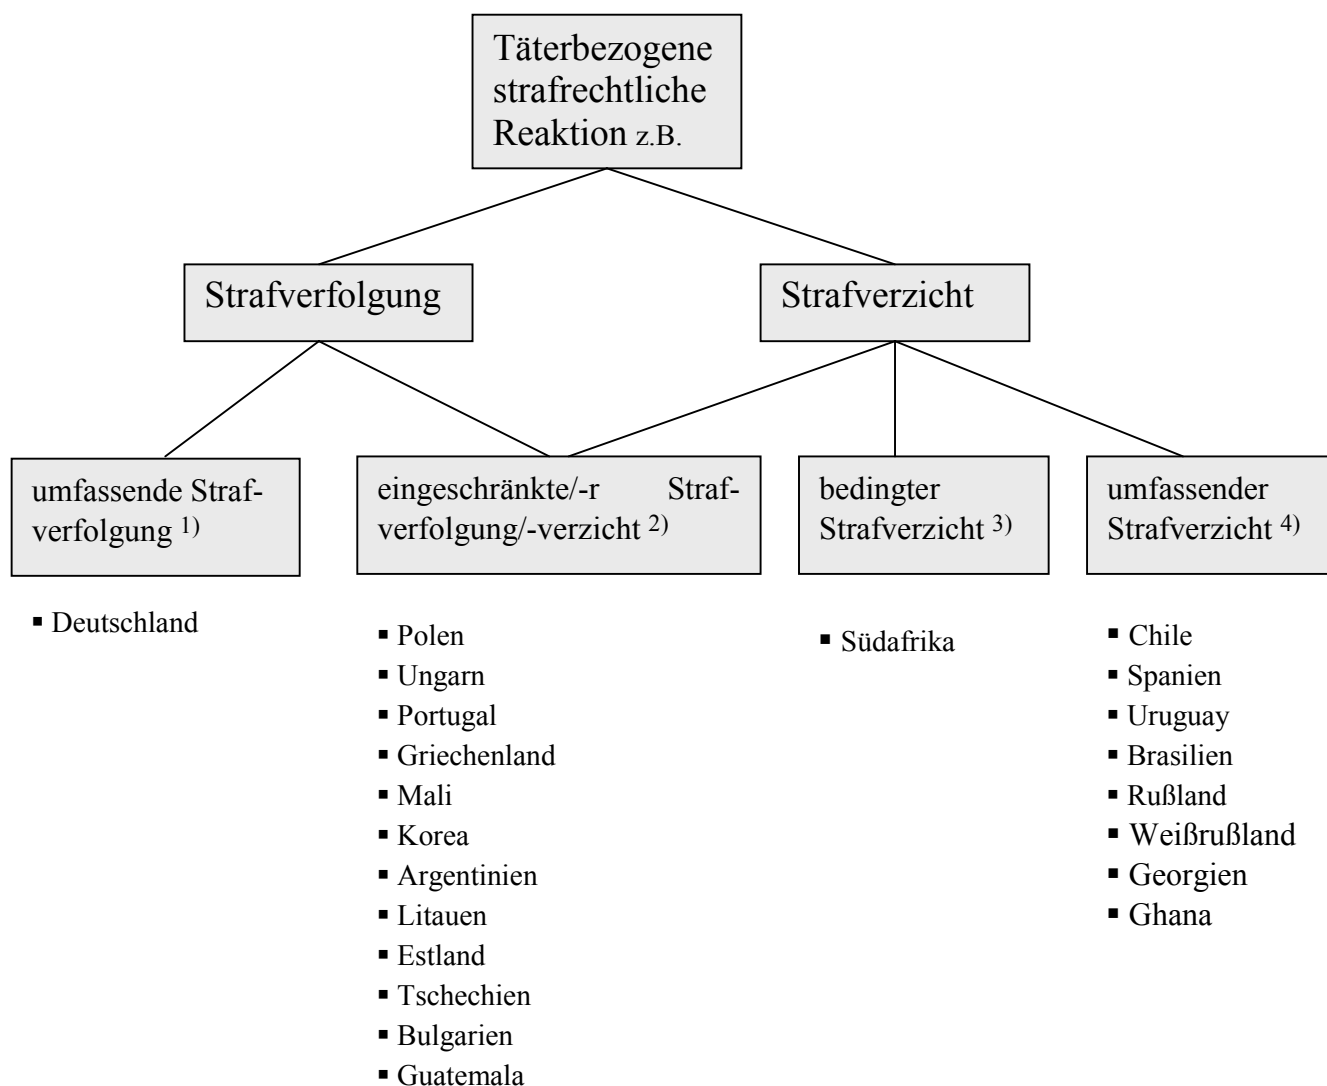 Täterbezogene
strafrechtliche
Reaktion z.B.
Strafverfolgung
Strafverzicht
umfassende Straf-
verfolgung 1)
eingeschränkte/-r Straf-
verfolgung/-verzicht 2)
bedingter
Strafverzicht 3)
umfassender
Strafverzicht 4)
▪ Deutschland
▪ Polen
▪ Ungarn
▪ Portugal
▪ Griechenland
▪ Mali
▪ Korea
▪ Argentinien
▪ Litauen
▪ Estland
▪ Tschechien
▪ Bulgarien
▪ Guatemala
▪ Südafrika
▪ Chile
▪ Spanien
▪ Uruguay
▪ Brasilien
▪ Rußland
▪ Weißrußland
▪ Georgien
▪ Ghana